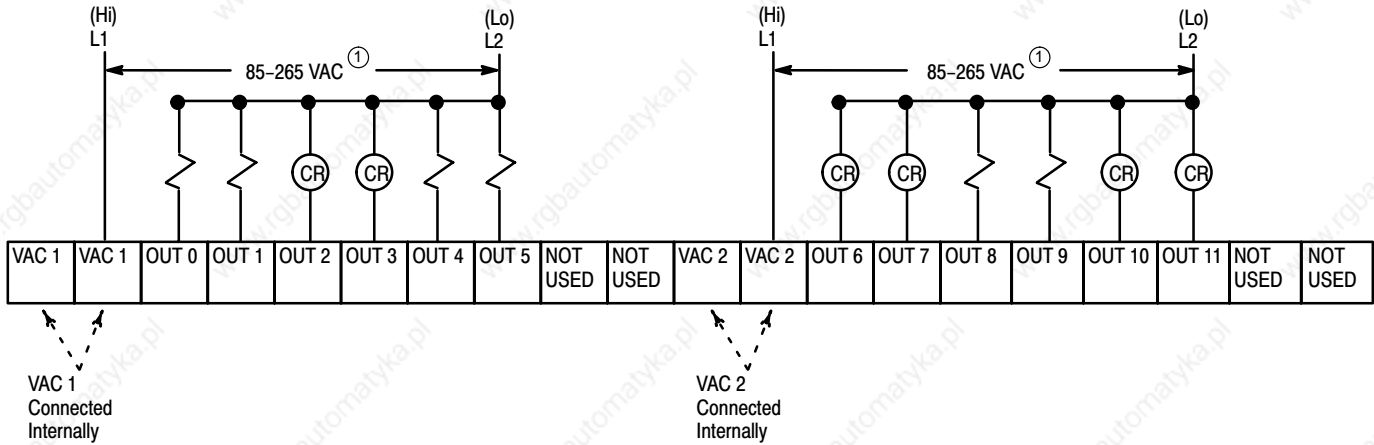 (Hi)
L1
(Lo)
L2
85–265 VAC ①
(Hi)
L1
(Lo)
L2
85–265 VAC ①
CR
CR
CR
CR
CR
CR
VAC 1
VAC 1
OUT 0
OUT 1
OUT 2
OUT 3
OUT 4
OUT 5
NOT
USED
NOT
USED
VAC 2
VAC 2
OUT 6
OUT 7
OUT 8
OUT 9
OUT 10
OUT 11
NOT
USED
NOT
USED
VAC 1
Connected
Internally
VAC 2
Connected
Internally
www.rgbautomatyka.pl